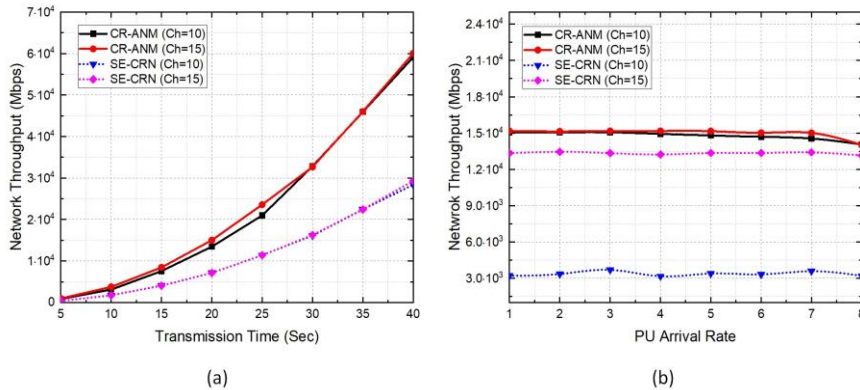 7·10⁴
6·10⁴
5·10⁴
4·10⁴
3·10⁴
2·10⁴
1·10⁴
0
Network Throughput (Mbps)
CR-ANM (Ch=10)
CR-ANM (Ch=15)
SE-CRN (Ch=10)
SE-CRN (Ch=15)
5 10 15 20 25 30 35 40
Transmission Time (Sec)
(a)
2.4·10⁴
2.1·10⁴
1.8·10⁴
1.5·10⁴
1.2·10⁴
9.0·10³
6.0·10³
3.0·10³
Netwrok Throughput (Mbps)
CR-ANM (Ch=10)
CR-ANM (Ch=15)
SE-CRN (Ch=10)
SE-CRN (Ch=15)
1 2 3 4 5 6 7 8
PU Arrival Rate
(b)